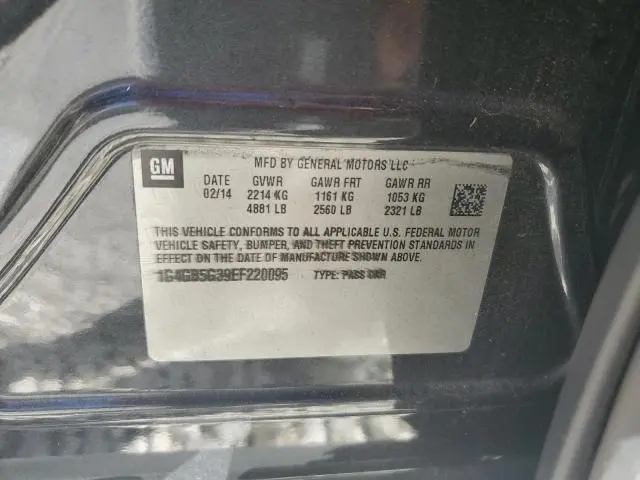 GM
MFD BY GENERAL MOTORS LLC
DATE GVWR GAWR FRT GAWR RR
02/14 2214 KG 1161 KG 1053 KG
4881 LB 2560 LB 2321 LB
THIS VEHICLE CONFORMS TO ALL APPLICABLE U.S. FEDERAL MOTOR
VEHICLE SAFETY, BUMPER, AND THEFT PREVENTION STANDARDS IN
EFFECT ON THE DATE OF MANUFACTURE SHOWN ABOVE.
1G4GB5G39EF220095 TYPE: PASS CAR